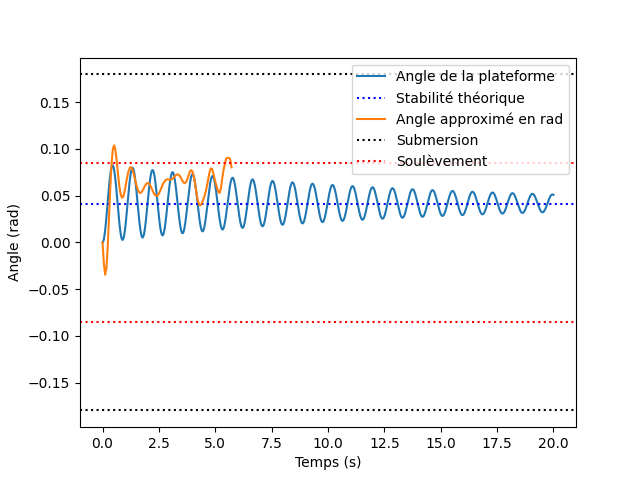 Angle de la plateforme
Stabilité théorique
Angle approximé en rad
Submersion
Soulèvement
0.15
0.10
0.05
0.00
−0.05
−0.10
−0.15
Angle (rad)
0.0 2.5 5.0 7.5 10.0 12.5 15.0 17.5 20.0
Temps (s)